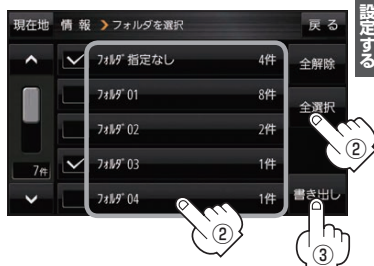 現在地 情報 フォルダを選択 戻る
フォルダ 指定なし 4件 全解除
フォルダ 01 8件
全選択
フォルダ 02 2件
②
フォルダ 03 1件
7件
フォルダ 04 1件 書き出し
②
③
設定する